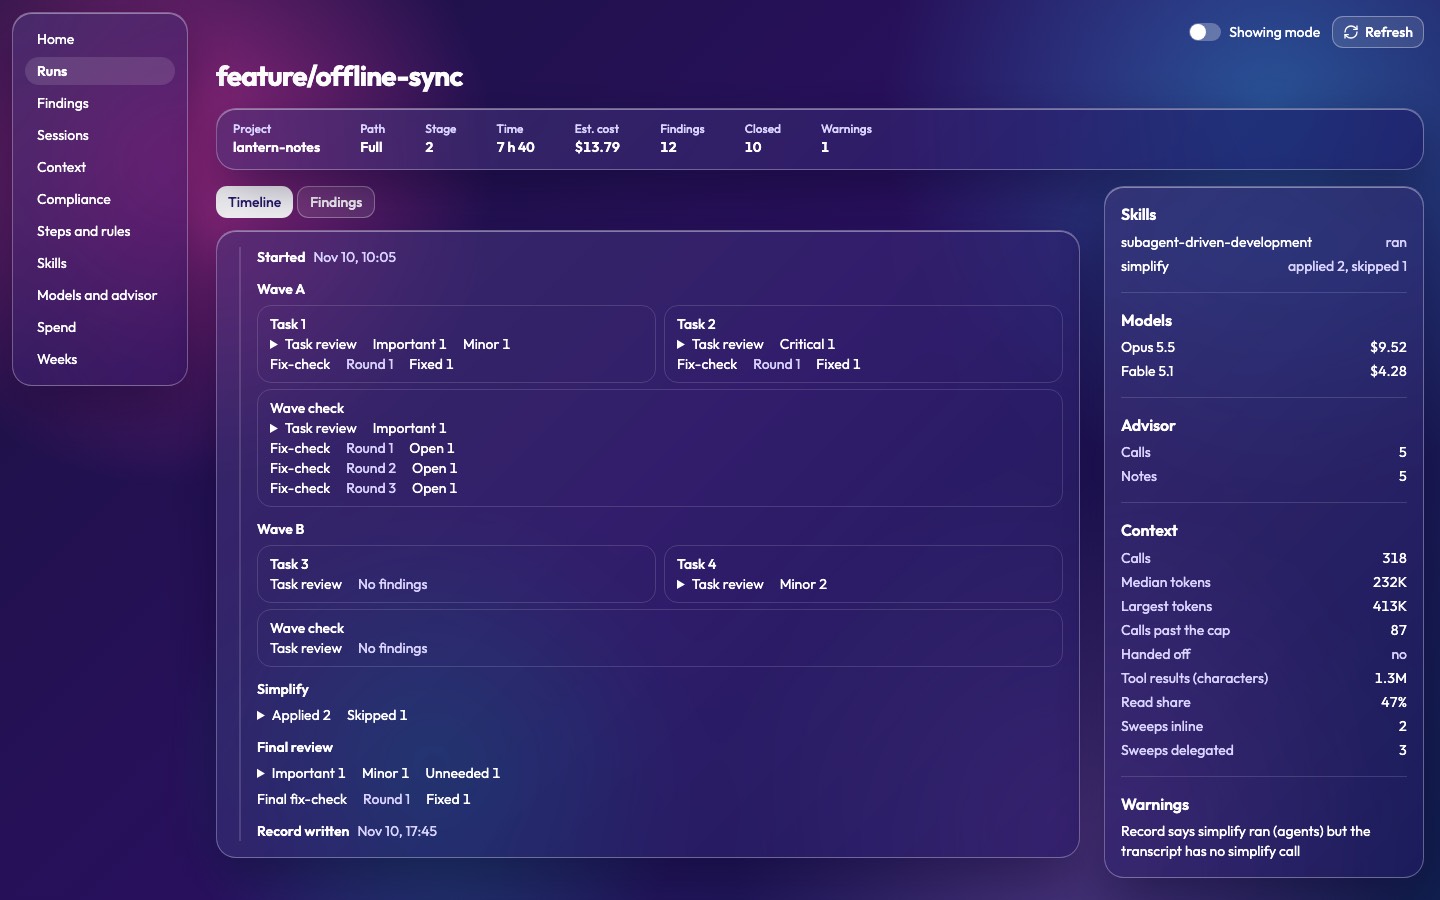 Home
Runs
Findings
Sessions
Context
Compliance
Steps and rules
Skills
Models and advisor
Spend
Weeks
Showing mode
Refresh
feature/offline-sync
Project Path Stage Time Est. cost Findings Closed Warnings
lantern-notes Full 2 7 h 40 $13.79 12 10 1
Timeline Findings
Started Nov 10, 10:05
Wave A
Task 1
Task review Important 1 Minor 1
Fix-check Round 1 Fixed 1
Task 2
Task review Critical 1
Fix-check Round 1 Fixed 1
Wave check
Task review Important 1
Fix-check Round 1 Open 1
Fix-check Round 2 Open 1
Fix-check Round 3 Open 1
Wave B
Task 3
Task review No findings
Task 4
Task review Minor 2
Wave check
Task review No findings
Simplify
Applied 2 Skipped 1
Final review
Important 1 Minor 1 Unneeded 1
Final fix-check Round 1 Fixed 1
Record written Nov 10, 17:45
Skills
subagent-driven-development ran
simplify applied 2, skipped 1
Models
Opus 5.5 $9.52
Fable 5.1 $4.28
Advisor
Calls 5
Notes 5
Context
Calls 318
Median tokens 232K
Largest tokens 413K
Calls past the cap 87
Handed off no
Tool results (characters) 1.3M
Read share 47%
Sweeps inline 2
Sweeps delegated 3
Warnings
Record says simplify ran (agents) but the
transcript has no simplify call